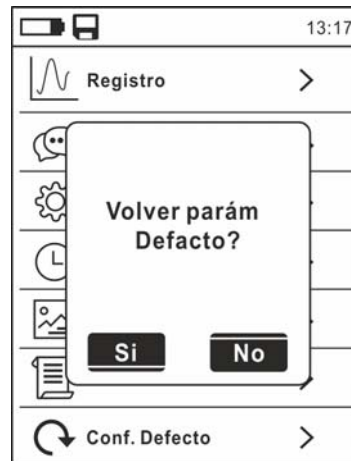 13:17
Registro
Volver parám
Defacto?
Si
No
Conf. Defecto